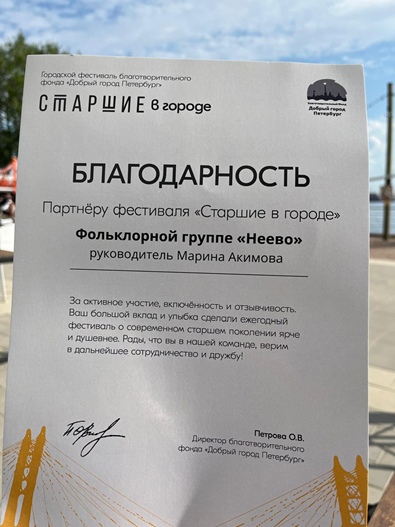 Городской фестиваль благотворительного
фонда «Добрый город Петербург»
СТАРШИЕ в городе
Благотворительный Фонд
Добрый город
Петербург
БЛАГОДАРНОСТЬ
Партнёру фестиваля «Старшие в городе»
Фольклорной группе «Неево»
руководитель Марина Акимова
За активное участие, включённость и отзывчивость.
Ваш большой вклад и улыбка сделали ежегодный
фестиваль о современном старшем поколении ярче
и душевнее. Рады, что вы в нашей команде, верим
в дальнейшее сотрудничество и дружбу!
Петрова О.В.
Директор благотворительного
фонда «Добрый город Петербург»